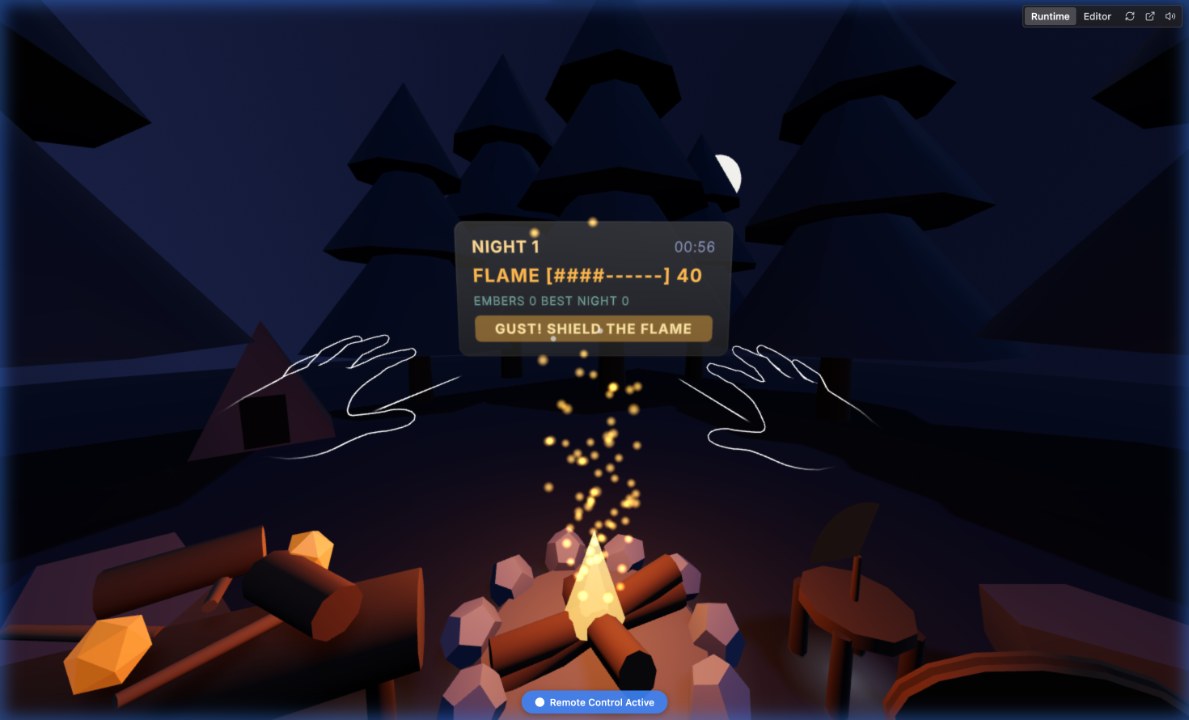 Runtime Editor
NIGHT 1 00:56
FLAME [####------] 40
EMBERS 0 BEST NIGHT 0
GUST! SHIELD THE FLAME
Remote Control Active